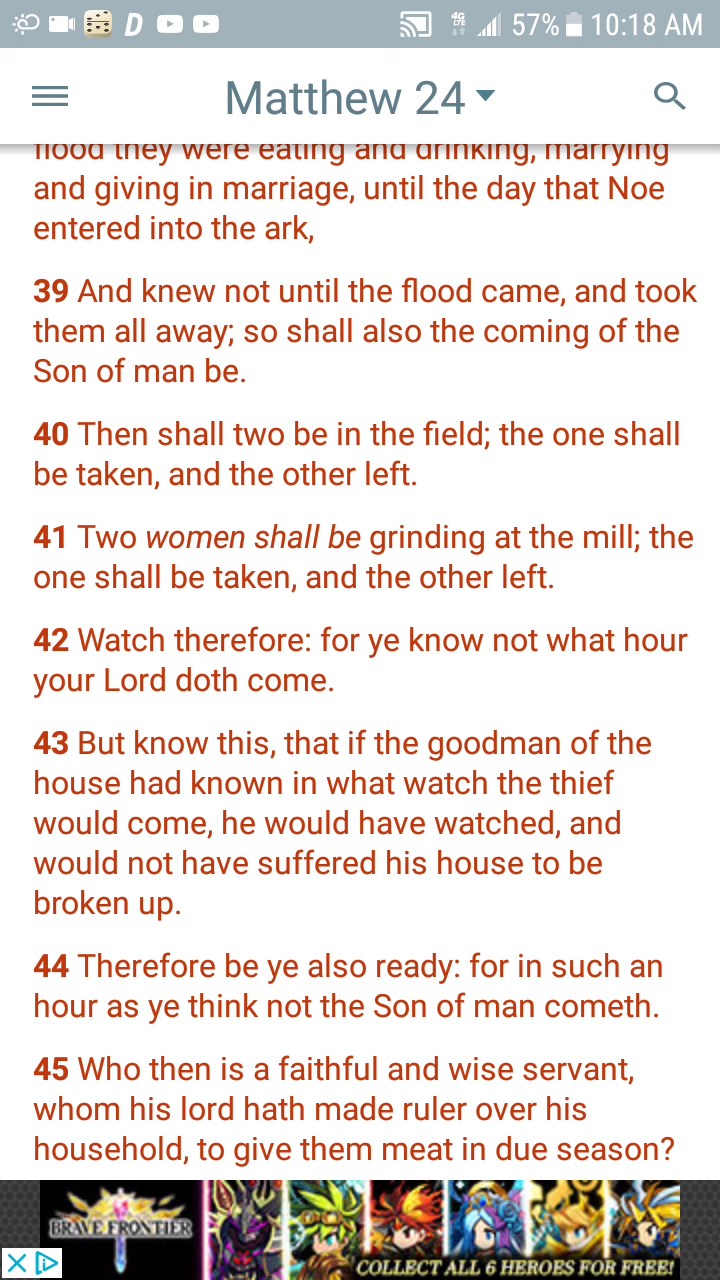 D 4G LTE 57% 10:18 AM
Matthew 24
flood they were eating and drinking, marrying
and giving in marriage, until the day that Noe
entered into the ark,
39 And knew not until the flood came, and took
them all away; so shall also the coming of the
Son of man be.
40 Then shall two be in the field; the one shall
be taken, and the other left.
41 Two women shall be grinding at the mill; the
one shall be taken, and the other left.
42 Watch therefore: for ye know not what hour
your Lord doth come.
43 But know this, that if the goodman of the
house had known in what watch the thief
would come, he would have watched, and
would not have suffered his house to be
broken up.
44 Therefore be ye also ready: for in such an
hour as ye think not the Son of man cometh.
45 Who then is a faithful and wise servant,
whom his lord hath made ruler over his
household, to give them meat in due season?
BRAVE FRONTIER
COLLECT ALL 6 HEROES FOR FREE!